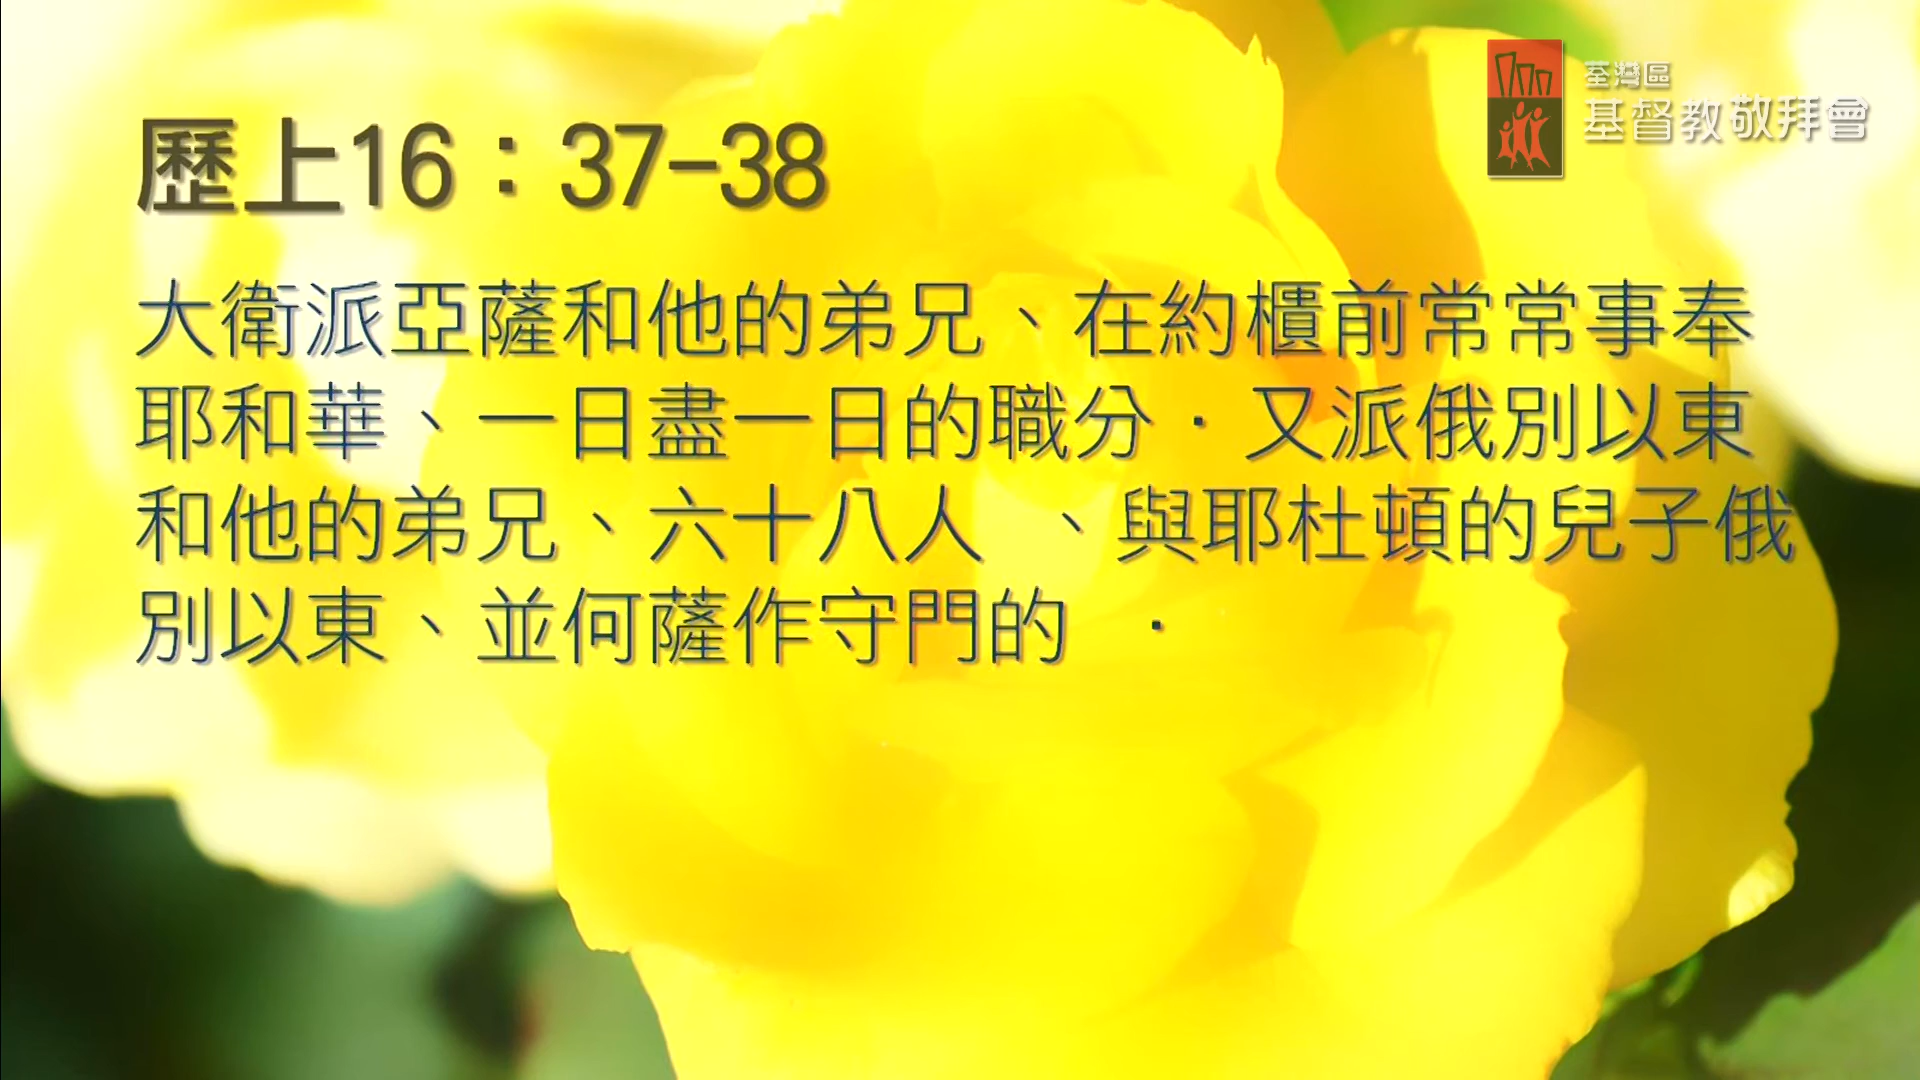 荃灣區
基督教敬拜會
歷上16：37-38
大衛派亞薩和他的弟兄、在約櫃前常常事奉
耶和華、一日盡一日的職分．又派俄別以東
和他的弟兄、六十八人 、與耶杜頓的兒子俄
別以東、並何薩作守門的 ．